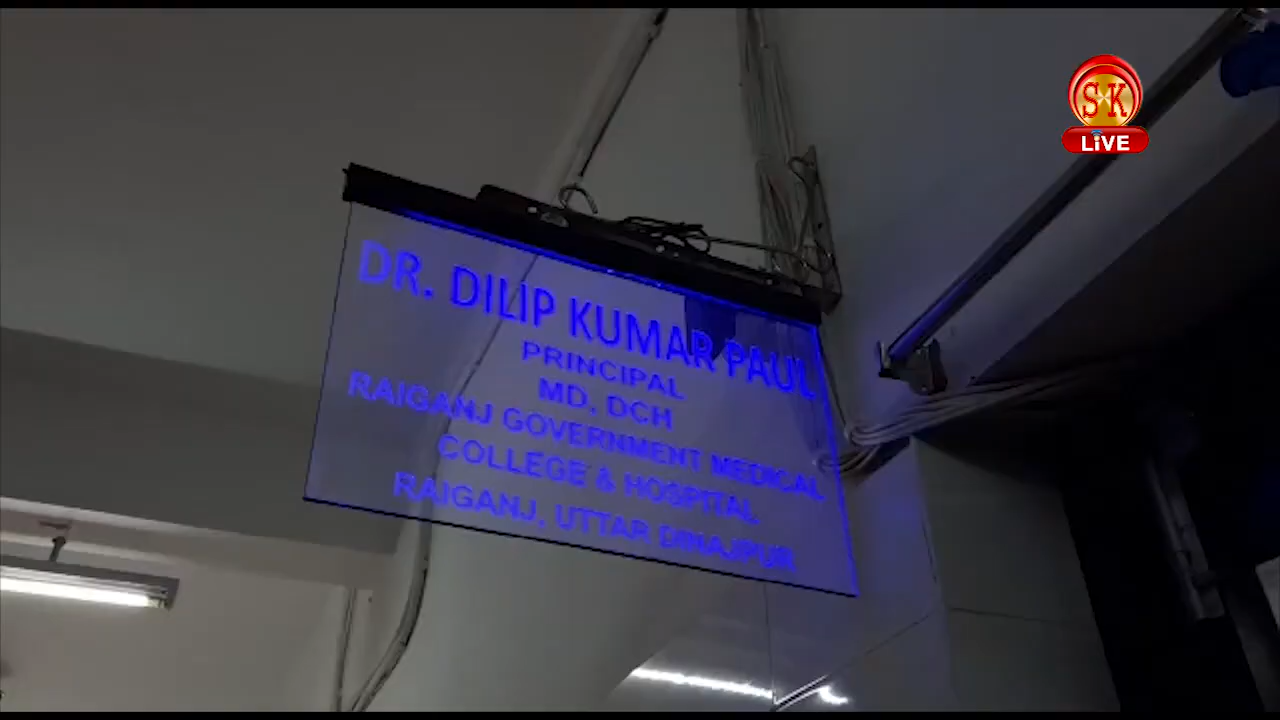 SK
LiVE
DR. DILIP KUMAR PAUL
PRINCIPAL
MD, DCH
RAIGANJ GOVERNMENT MEDICAL
COLLEGE & HOSPITAL
RAIGANJ, UTTAR DINAJPUR